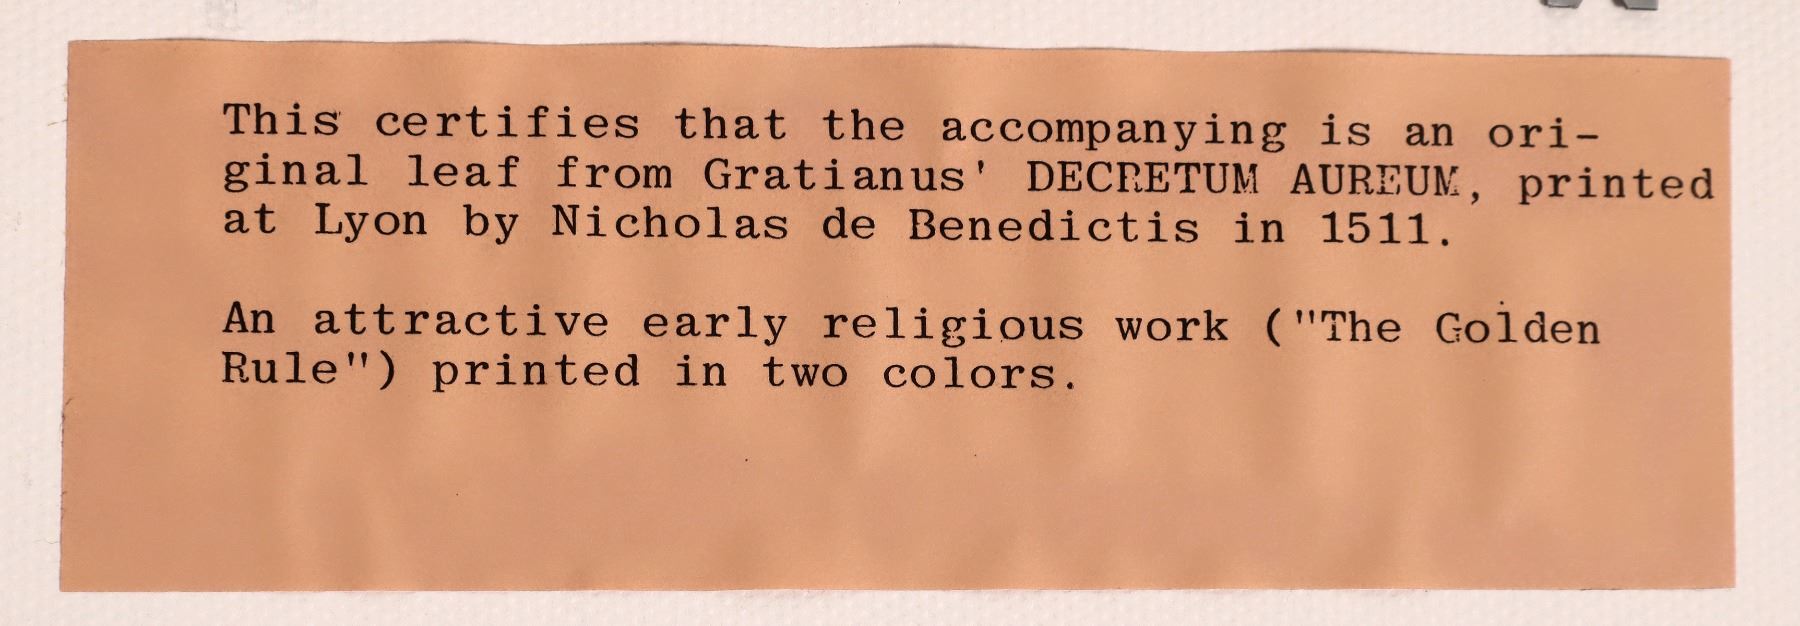 This certifies that the accompanying is an ori-
ginal leaf from Gratianus' DECRETUM AUREUM, printed
at Lyon by Nicholas de Benedictis in 1511.
An attractive early religious work ("The Golden
Rule") printed in two colors.